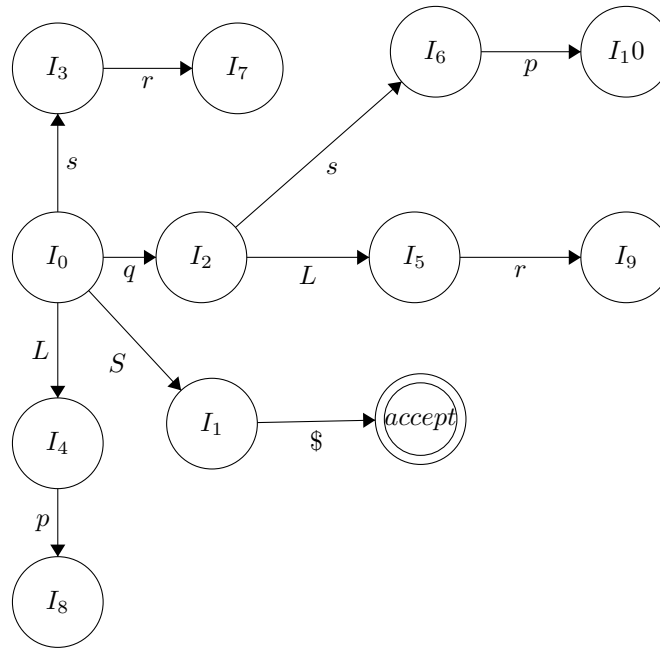 I₆ p I₁0
I₃ r I₇
s s
I₀ q I₂ L I₅ r I₉
L S
I₁ $ accept
I₄
p
I₈